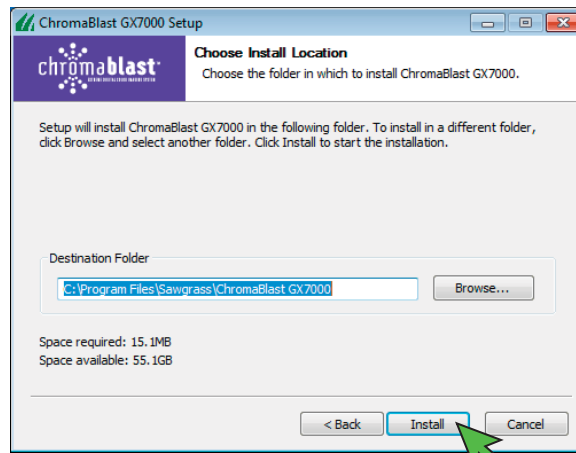 ChromaBlast GX7000 Setup
chromablast
Choose Install Location
Choose the folder in which to install ChromaBlast GX7000.
Setup will install ChromaBlast GX7000 in the following folder. To install in a different folder,
click Browse and select another folder. Click Install to start the installation.
Destination Folder
C:\Program Files\Sawgrass\ChromaBlast GX7000
Browse...
Space required: 15.1MB
Space available: 55.1GB
< Back
Install
Cancel